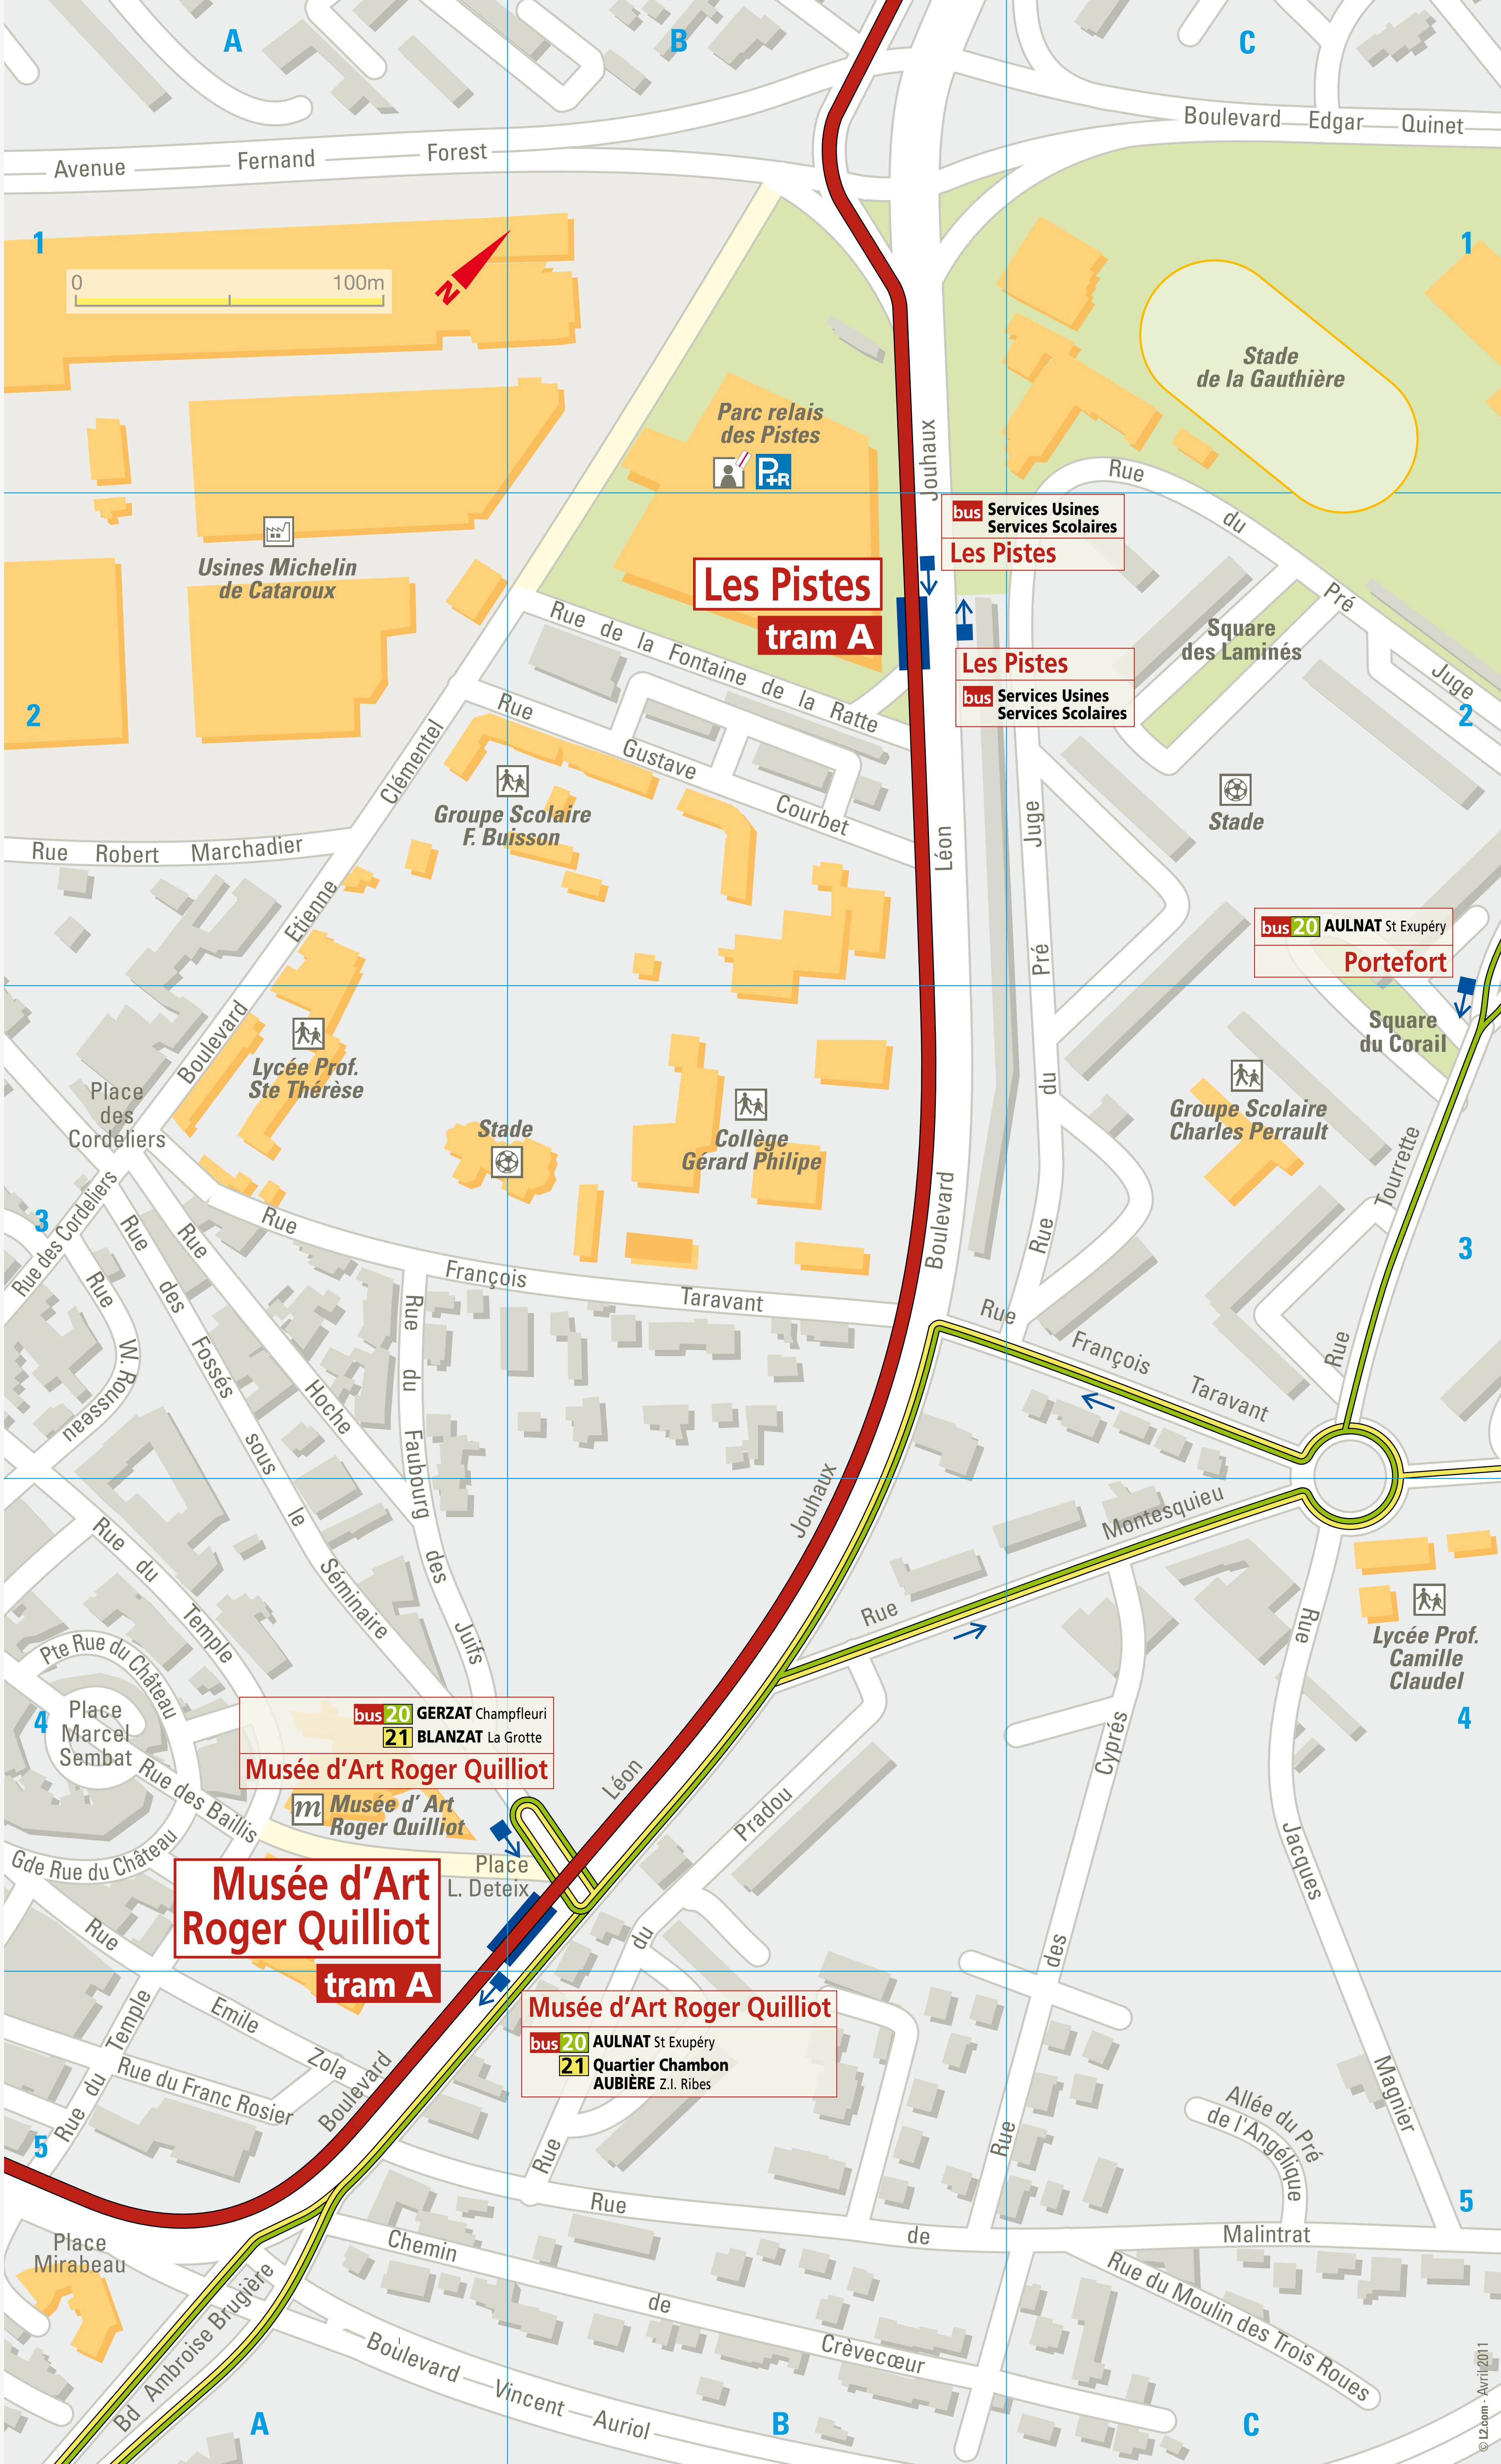 A
B
C
Boulevard Edgar Quinet
Avenue Fernand Forest
1
1
0 100m
N
Stade
de la Gauthière
Parc relais
des Pistes
P+R
Jouhaux
Rue du Pré Juge
bus Services Usines
Services Scolaires
Les Pistes
Usines Michelin
de Cataroux
Les Pistes
tram A
Rue de la Fontaine de la Ratte
Square
des Laminés
Les Pistes
bus Services Usines
Services Scolaires
2
2
Rue Gustave Courbet
Groupe Scolaire
F. Buisson
Stade
Boulevard Etienne Clémentel
Rue Robert Marchadier
Léon
Rue du Pré Juge
bus 20 AULNAT St Exupéry
Portefort
Square
du Corail
Lycée Prof.
Ste Thérèse
Place
des
Cordeliers
Stade
Collège
Gérard Philipe
Groupe Scolaire
Charles Perrault
Rue Tourrette
Boulevard
3
3
Rue des Cordeliers
Rue W. Rousseau
Rue des Fossés sous le Séminaire
Rue Hoche
Rue François Taravant
Rue du Faubourg des Juifs
Rue François Taravant
Jouhaux
Rue Montesquieu
Rue du Temple
Pte Rue du Château
Place
Marcel
Sembat
4
4
Lycée Prof.
Camille
Claudel
Rue Jacques Magnier
bus 20 GERZAT Champfleuri
21 BLANZAT La Grotte
Musée d'Art Roger Quilliot
m Musée d' Art
Roger Quilliot
Rue des Baillis
Gde Rue du Château
Place
L. Deteix
Léon
Rue du Pradou
Rue des Cyprés
Musée d'Art
Roger Quilliot
tram A
Musée d'Art Roger Quilliot
bus 20 AULNAT St Exupéry
21 Quartier Chambon
AUBIÈRE Z.I. Ribes
Rue Emile Zola
Rue du Temple
Rue du Franc Rosier
Boulevard
Allée du Pré
de l'Angélique
5
5
Place
Mirabeau
Rue de Malintrat
Chemin de Crèvecœur
Rue du Moulin des Trois Roues
Bd Ambroise Brugière
Boulevard Vincent Auriol
A
B
C
© L2.com - Avril 2011